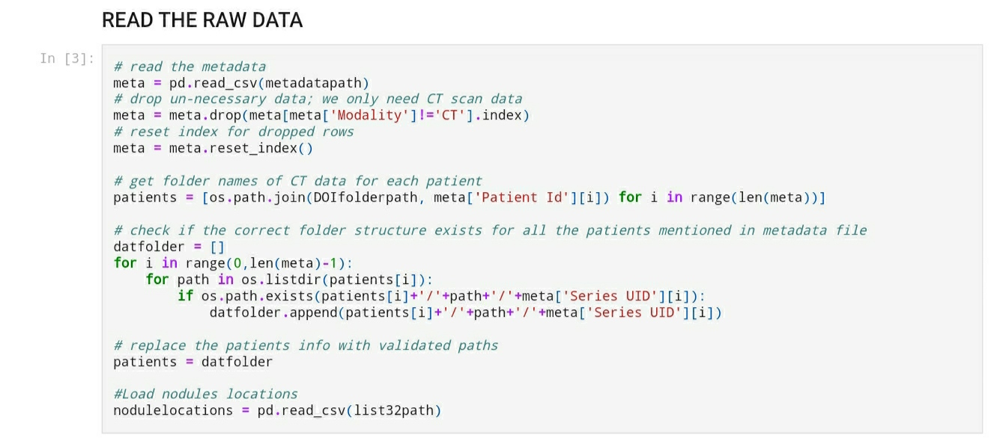 READ THE RAW DATA
In [3]:
# read the metadata
meta = pd.read_csv(metadatapath)
# drop un-necessary data; we only need CT scan data
meta = meta.drop(meta[meta['Modality']!='CT'].index)
# reset index for dropped rows
meta = meta.reset_index()

# get folder names of CT data for each patient
patients = [os.path.join(DOIfolderpath, meta['Patient Id'][i]) for i in range(len(meta))]

# check if the correct folder structure exists for all the patients mentioned in metadata file
datfolder = []
for i in range(0,len(meta)-1):
    for path in os.listdir(patients[i]):
        if os.path.exists(patients[i]+'/'+path+'/'+meta['Series UID'][i]):
            datfolder.append(patients[i]+'/'+path+'/'+meta['Series UID'][i])

# replace the patients info with validated paths
patients = datfolder

#Load nodules locations
nodulelocations = pd.read_csv(list32path)